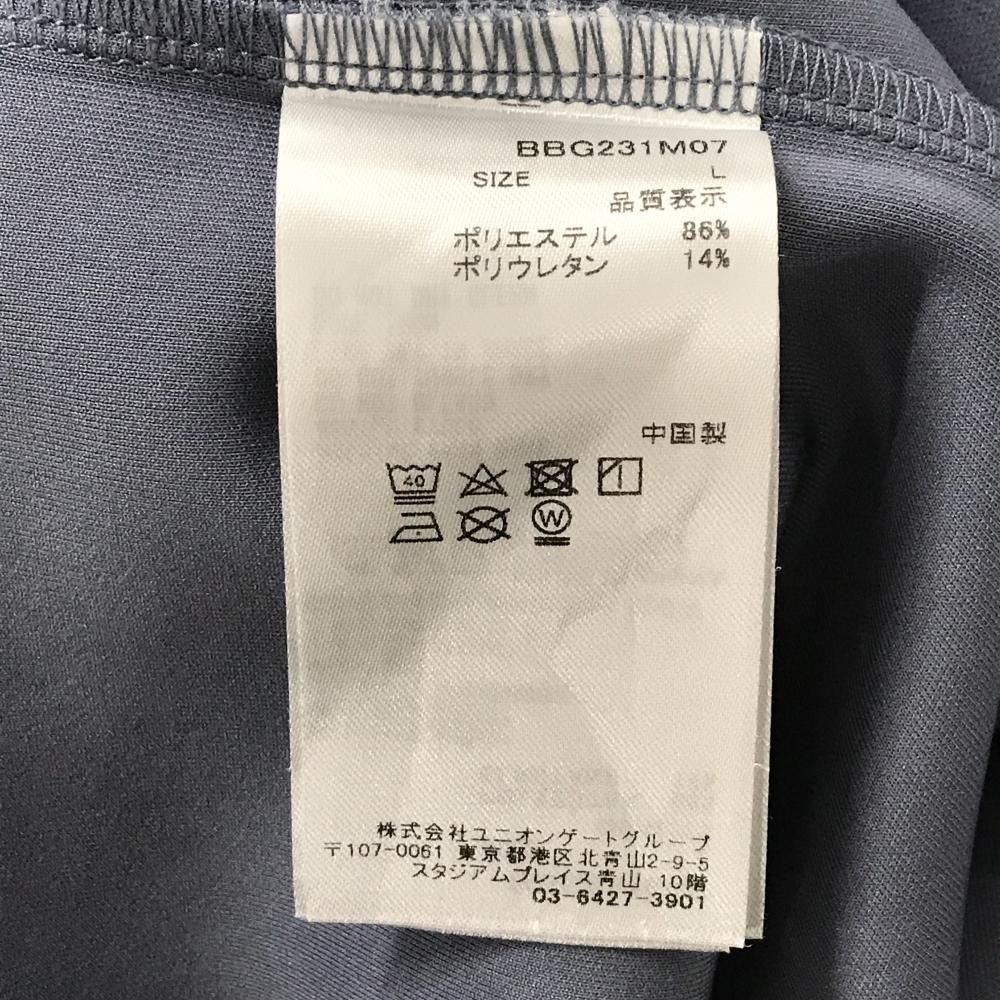 BBG231M07
SIZE L
品質表示
ポリエステル 86%
ポリウレタン 14%
中国製
40
W
株式会社ユニオンゲートグループ
〒107-0061 東京都港区北青山2-9-5
スタジアムプレイス青山 10階
03-6427-3901